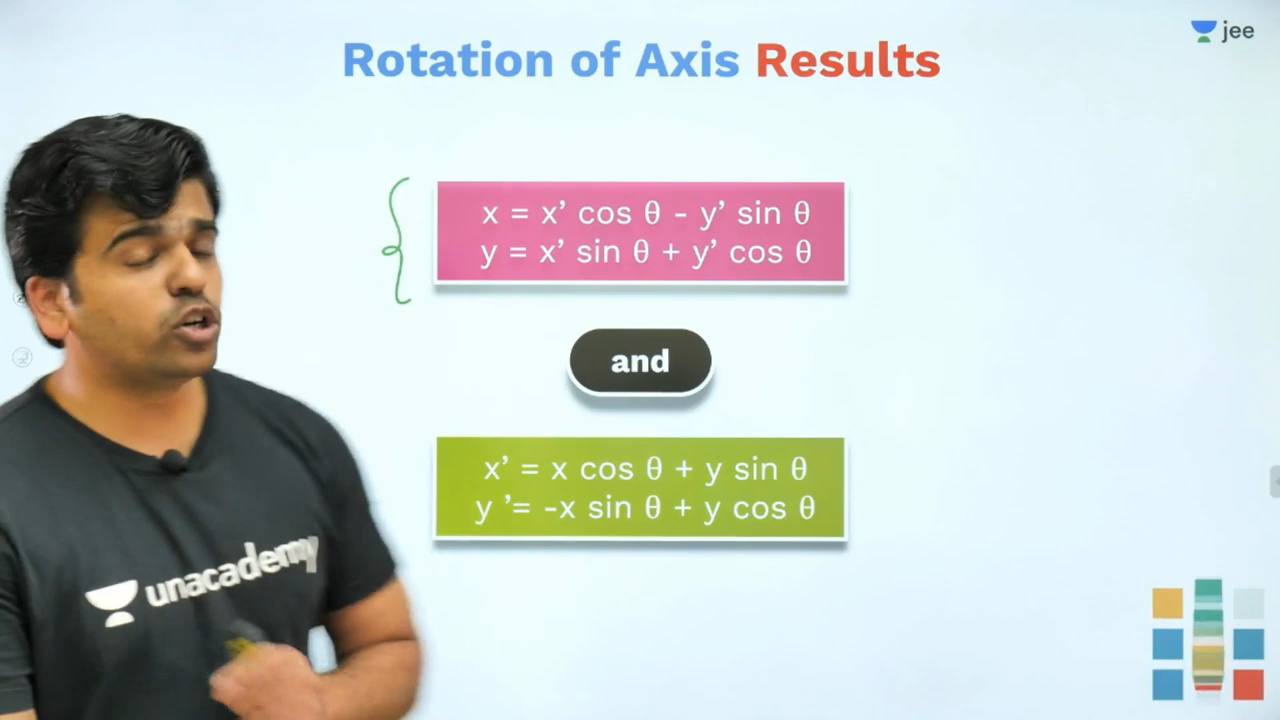 jee
Rotation of Axis Results
x = x’ cos θ - y’ sin θ
y = x’ sin θ + y’ cos θ
and
x’ = x cos θ + y sin θ
y ’= -x sin θ + y cos θ
unacademy